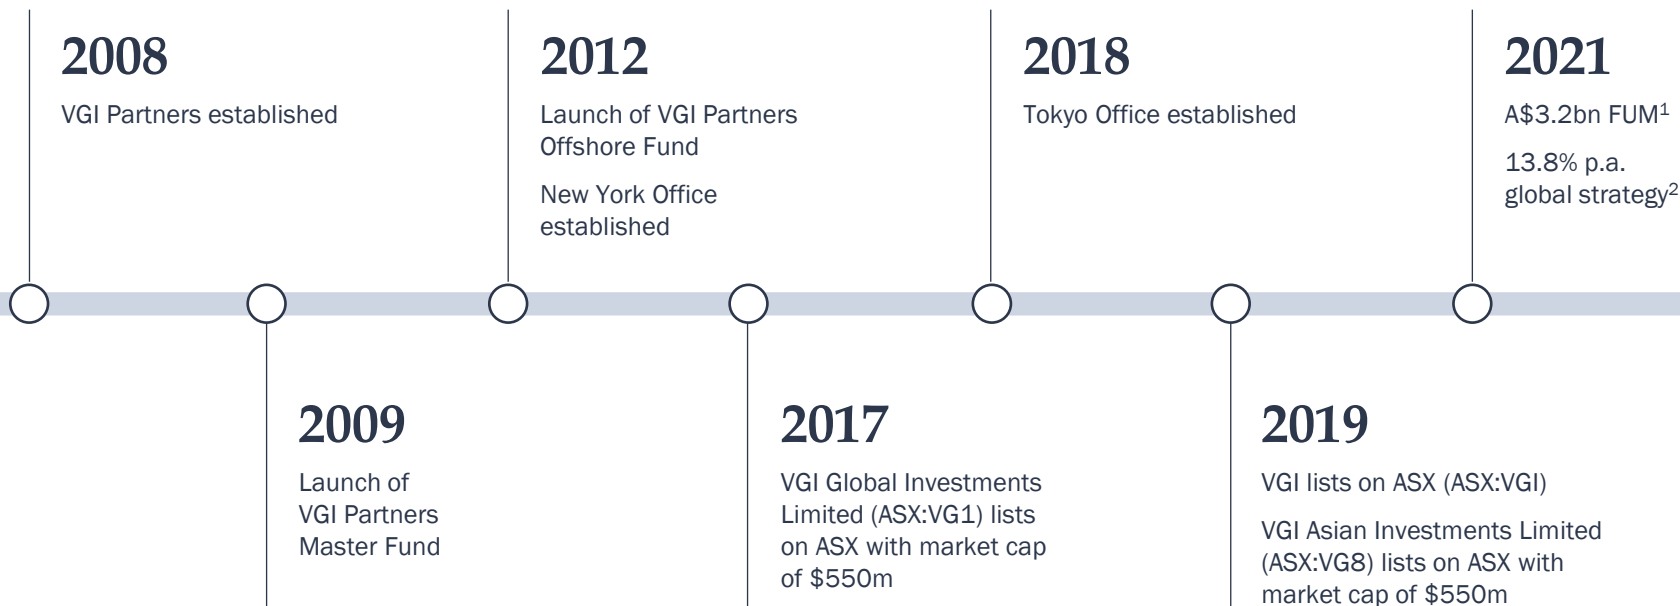 2008
VGI Partners established
2012
Launch of VGI Partners
Offshore Fund
New York Office
established
2018
Tokyo Office established
2021
A$3.2bn FUM¹
13.8% p.a.
global strategy²
2009
Launch of
VGI Partners
Master Fund
2017
VGI Global Investments
Limited (ASX:VG1) lists
on ASX with market cap
of $550m
2019
VGI lists on ASX (ASX:VGI)
VGI Asian Investments Limited
(ASX:VG8) lists on ASX with
market cap of $550m